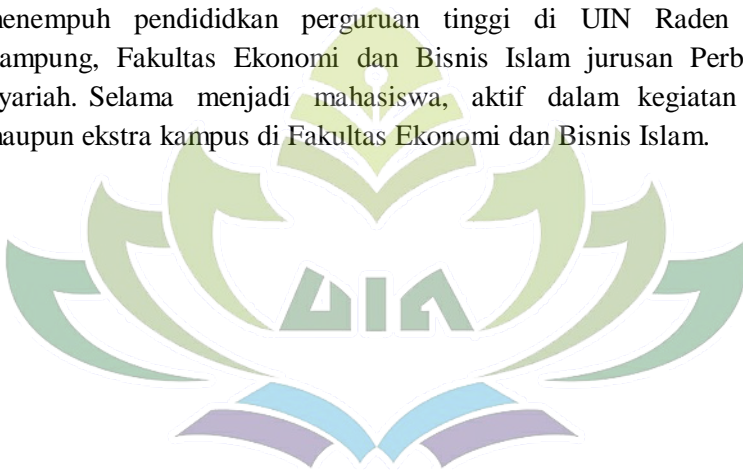 menempuh pendididkan perguruan tinggi di UIN Raden
ampung, Fakultas Ekonomi dan Bisnis Islam jurusan Perb
yariah. Selama menjadi mahasiswa, aktif dalam kegiatan
maupun ekstra kampus di Fakultas Ekonomi dan Bisnis Islam.
UIN